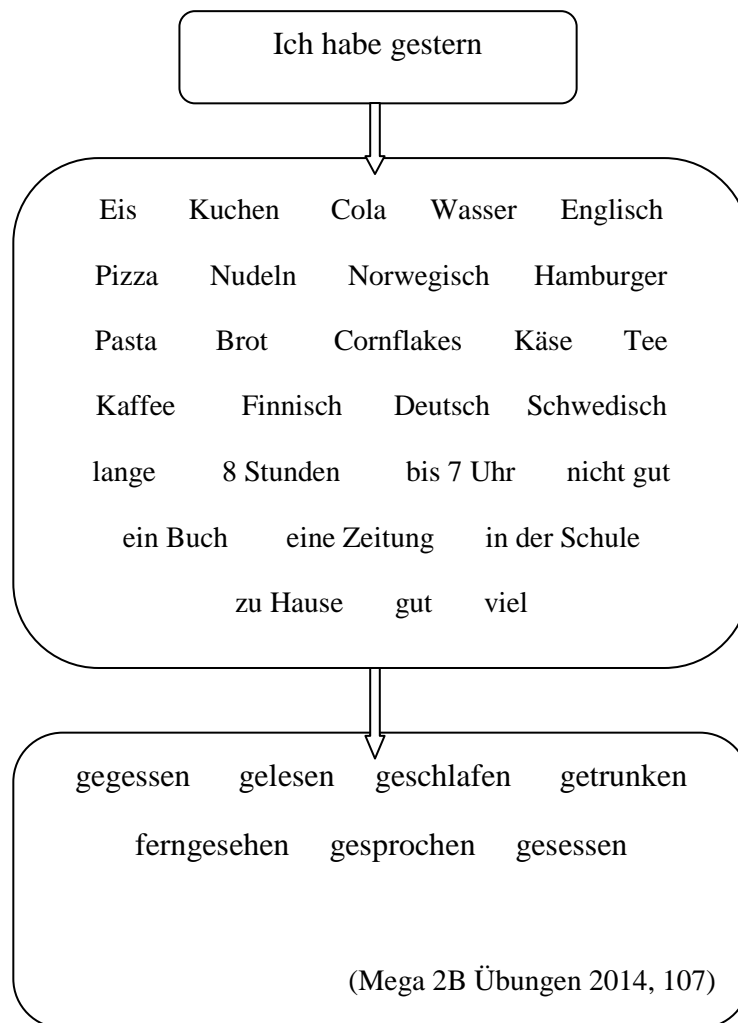 Ich habe gestern
Eis Kuchen Cola Wasser Englisch
Pizza Nudeln Norwegisch Hamburger
Pasta Brot Cornflakes Käse Tee
Kaffee Finnisch Deutsch Schwedisch
lange 8 Stunden bis 7 Uhr nicht gut
ein Buch eine Zeitung in der Schule
zu Hause gut viel
gegessen gelesen geschlafen getrunken
ferngesehen gesprochen gesessen
(Mega 2B Übungen 2014, 107)